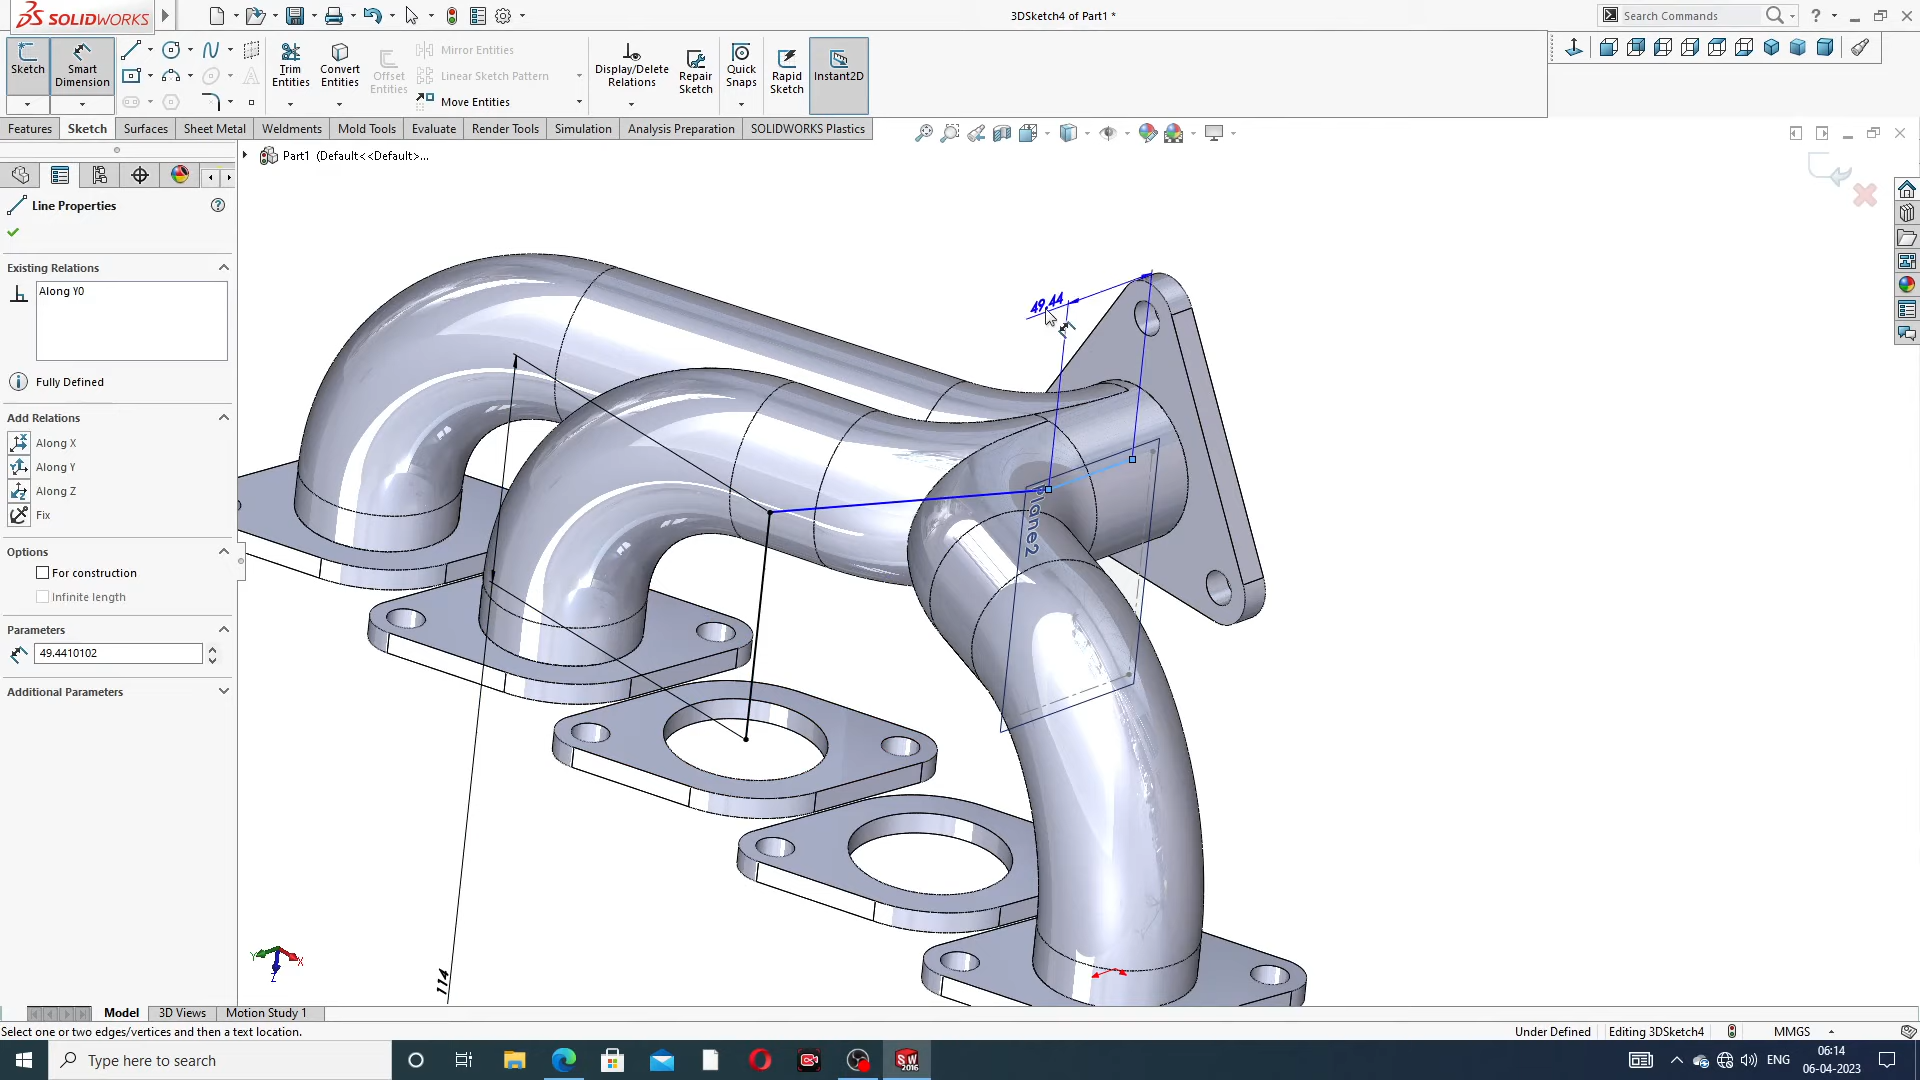 SOLIDWORKS
3DSketch4 of Part1 *
Search Commands
Sketch
Smart Dimension
Trim Entities
Convert Entities
Offset Entities
Mirror Entities
Linear Sketch Pattern
Move Entities
Display/Delete Relations
Repair Sketch
Quick Snaps
Rapid Sketch
Instant2D
Features
Sketch
Surfaces
Sheet Metal
Weldments
Mold Tools
Evaluate
Render Tools
Simulation
Analysis Preparation
SOLIDWORKS Plastics
Part1 (Default<<Default>...
Line Properties
Existing Relations
Along Y0
Fully Defined
Add Relations
Along X
Along Y
Along Z
Fix
Options
For construction
Infinite length
Parameters
49.4410102
Additional Parameters
49.44
Plane2
114
Y
X
Z
Model
3D Views
Motion Study 1
Select one or two edges/vertices and then a text location.
Under Defined
Editing 3DSketch4
MMGS
Type here to search
SW
2016
ENG
06:14
06-04-2023